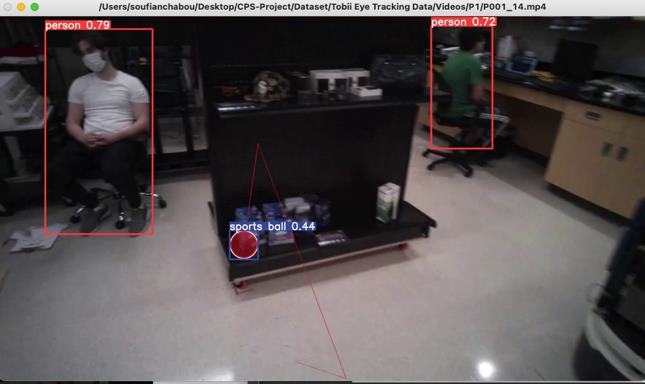 /Users/soufianchabou/Desktop/CPS-Project/Dataset/Tobii Eye Tracking Data/Videos/P1/P001_14.mp4
person 0.79
person 0.72
sports ball 0.44